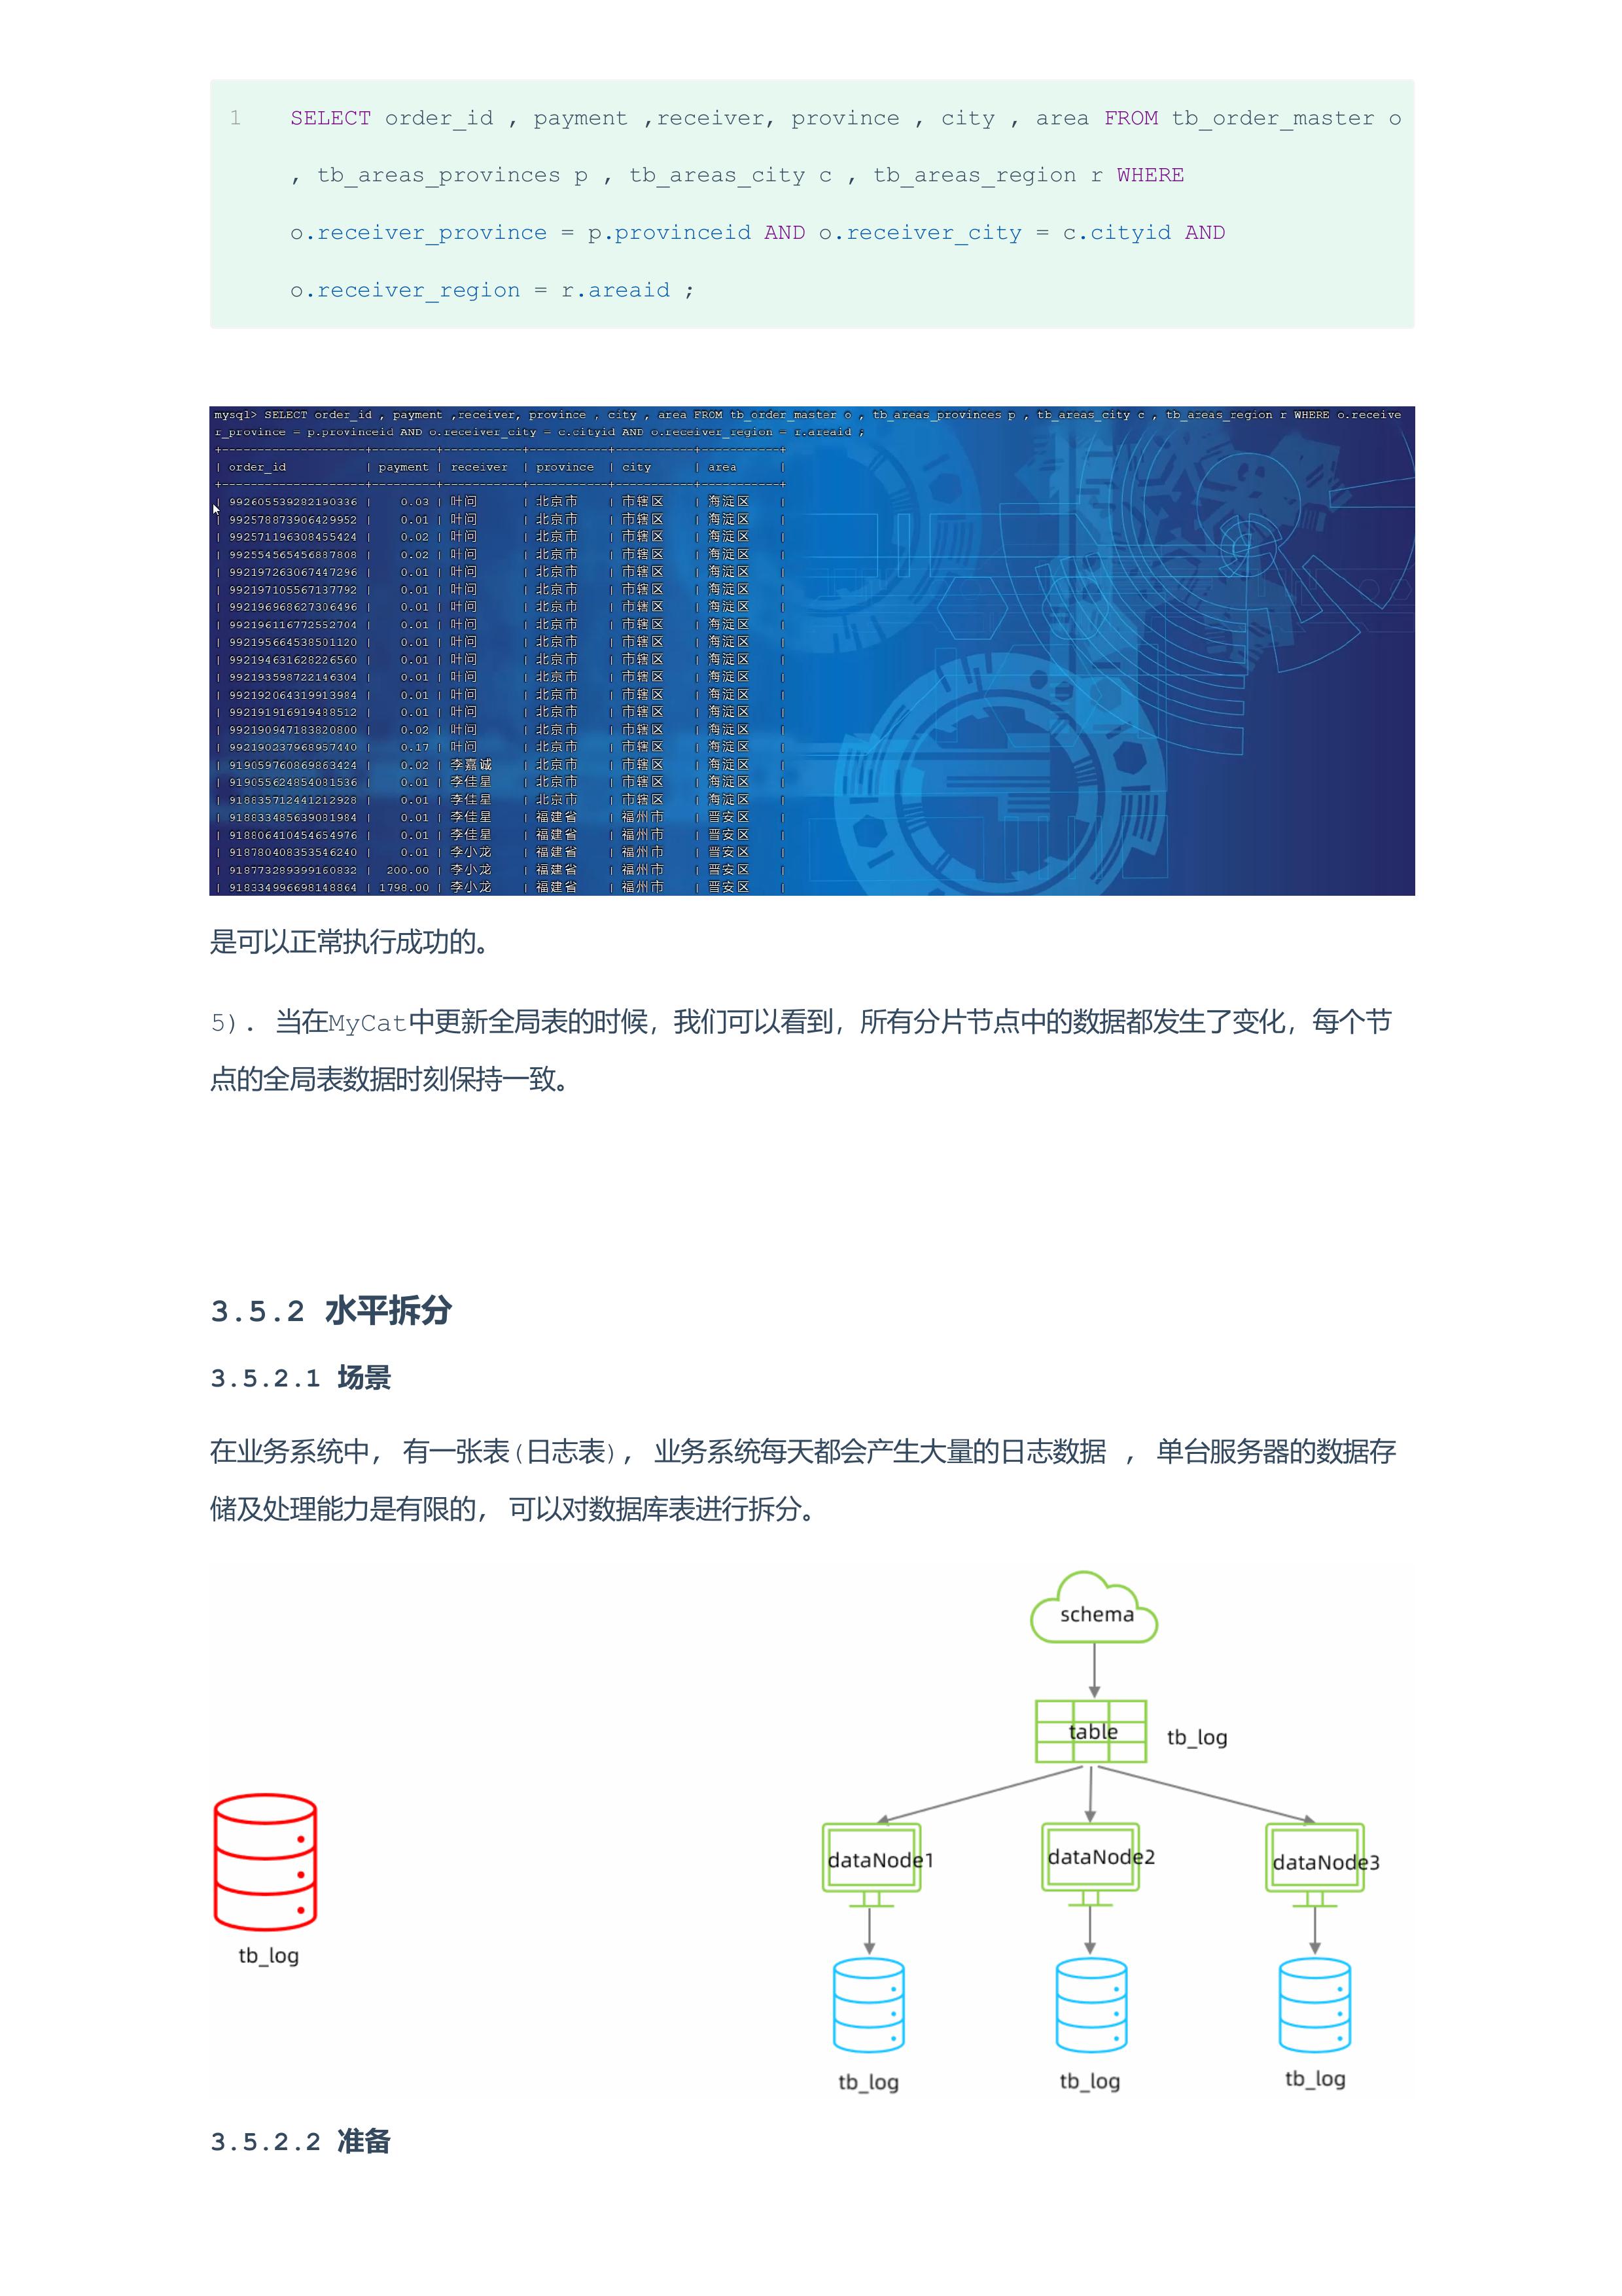 1 SELECT order_id , payment ,receiver, province , city , area FROM tb_order_master o
, tb_areas_provinces p , tb_areas_city c , tb_areas_region r WHERE
o.receiver_province = p.provinceid AND o.receiver_city = c.cityid AND
o.receiver_region = r.areaid ;
mysql> SELECT order_id , payment ,receiver, province , city , area FROM tb_order_master o , tb_areas_provinces p , tb_areas_city c , tb_areas_region r WHERE o.receive
r_province = p.provinceid AND o.receiver_city = c.cityid AND o.receiver_region = r.areaid ;
+--------------------+---------+-----------+-----------+-----------+-----------+
| order_id | payment | receiver | province | city | area |
+--------------------+---------+-----------+-----------+-----------+-----------+
| 992605539282190336 | 0.03 | 叶问 | 北京市 | 市辖区 | 海淀区 |
| 992578873906429952 | 0.01 | 叶问 | 北京市 | 市辖区 | 海淀区 |
| 992571196308455424 | 0.02 | 叶问 | 北京市 | 市辖区 | 海淀区 |
| 992554565456887808 | 0.02 | 叶问 | 北京市 | 市辖区 | 海淀区 |
| 992197263067447296 | 0.01 | 叶问 | 北京市 | 市辖区 | 海淀区 |
| 992197105567137792 | 0.01 | 叶问 | 北京市 | 市辖区 | 海淀区 |
| 992196968627306496 | 0.01 | 叶问 | 北京市 | 市辖区 | 海淀区 |
| 992196116772552704 | 0.01 | 叶问 | 北京市 | 市辖区 | 海淀区 |
| 992195664538501120 | 0.01 | 叶问 | 北京市 | 市辖区 | 海淀区 |
| 992194631628226560 | 0.01 | 叶问 | 北京市 | 市辖区 | 海淀区 |
| 992193598722146304 | 0.01 | 叶问 | 北京市 | 市辖区 | 海淀区 |
| 992192064319913984 | 0.01 | 叶问 | 北京市 | 市辖区 | 海淀区 |
| 992191916919488512 | 0.01 | 叶问 | 北京市 | 市辖区 | 海淀区 |
| 992190947183820800 | 0.02 | 叶问 | 北京市 | 市辖区 | 海淀区 |
| 992190237968957440 | 0.17 | 叶问 | 北京市 | 市辖区 | 海淀区 |
| 919059760869863424 | 0.02 | 李嘉诚 | 北京市 | 市辖区 | 海淀区 |
| 919055624854081536 | 0.01 | 李佳星 | 北京市 | 市辖区 | 海淀区 |
| 918835712441212928 | 0.01 | 李佳星 | 北京市 | 市辖区 | 海淀区 |
| 918833485639081984 | 0.01 | 李佳星 | 福建省 | 福州市 | 晋安区 |
| 918806410454654976 | 0.01 | 李佳星 | 福建省 | 福州市 | 晋安区 |
| 918780408353546240 | 0.01 | 李小龙 | 福建省 | 福州市 | 晋安区 |
| 918773289399160832 | 200.00 | 李小龙 | 福建省 | 福州市 | 晋安区 |
| 918334996698148864 | 1798.00 | 李小龙 | 福建省 | 福州市 | 晋安区 |
是可以正常执行成功的。
5). 当在MyCat中更新全局表的时候，我们可以看到，所有分片节点中的数据都发生了变化，每个节
点的全局表数据时刻保持一致。
3.5.2 水平拆分
3.5.2.1 场景
在业务系统中， 有一张表(日志表)， 业务系统每天都会产生大量的日志数据 ， 单台服务器的数据存
储及处理能力是有限的， 可以对数据库表进行拆分。
schema
table tb_log
dataNode1 dataNode2 dataNode3
tb_log
tb_log tb_log tb_log
3.5.2.2 准备